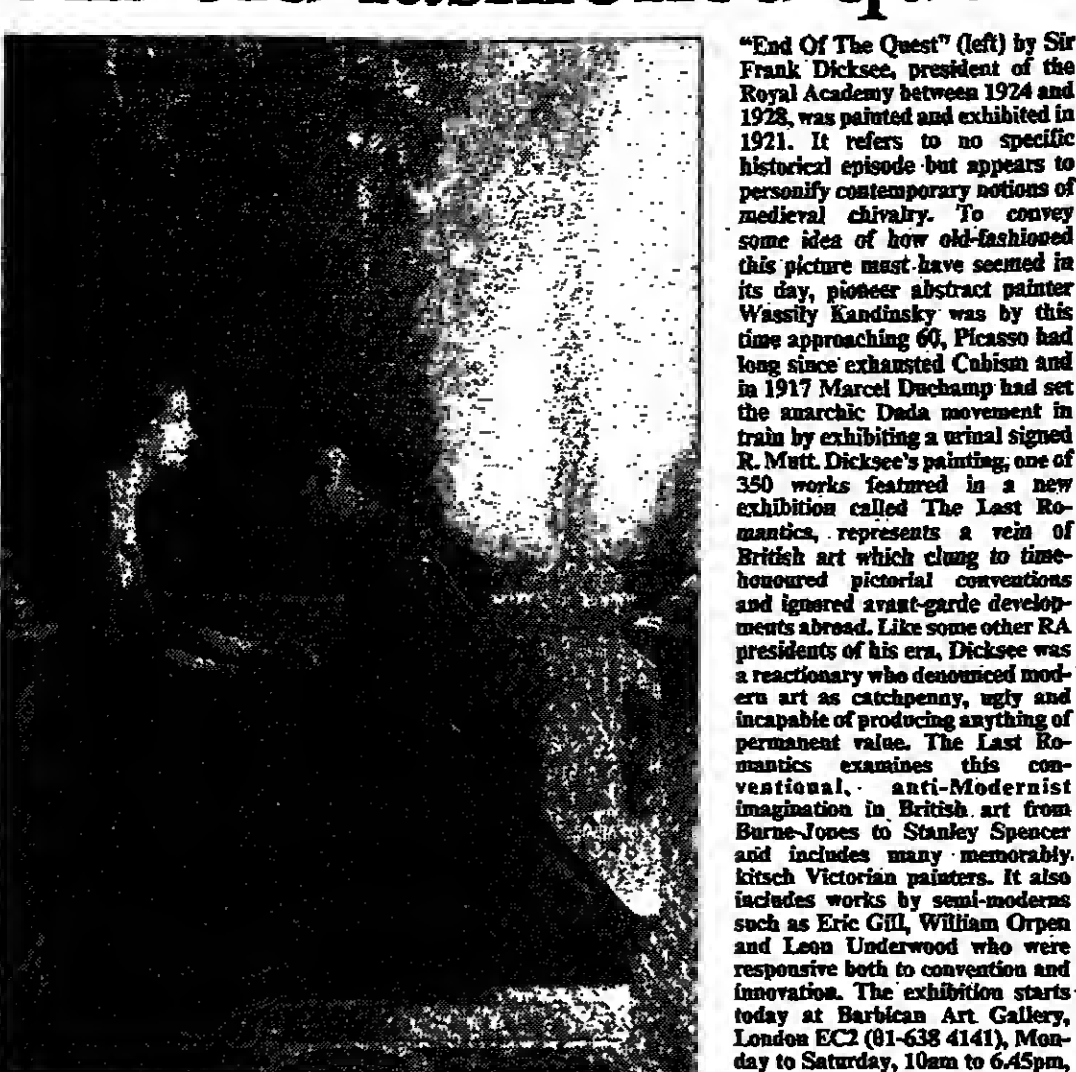 "End Of The Quest" (left) by Sir
Frank Dicksee, president of the
Royal Academy between 1924 and
1928, was painted and exhibited in
1921. It refers to no specific
historical episode but appears to
personify contemporary notions of
medieval chivalry. To convey
some idea of how old-fashioned
this picture must have seemed in
its day, pioneer abstract painter
Wassily Kandinsky was by this
time approaching 60, Picasso had
long since exhausted Cubism and
in 1917 Marcel Duchamp had set
the anarchic Dada movement in
train by exhibiting a urinal signed
R. Mutt. Dicksee's painting, one of
350 works featured in a new
exhibition called The Last Ro-
mantics, represents a vein of
British art which clung to time-
honoured pictorial conventions
and ignored avant-garde develop-
ments abroad. Like some other RA
presidents of his era, Dicksee was
a reactionary who denounced mod-
ern art as catchpenny, ugly and
incapable of producing anything of
permanent value. The Last Ro-
mantics examines this con-
ventional, anti-Modernist
imagination in British art from
Burne-Jones to Stanley Spencer
and includes many memorably
kitsch Victorian painters. It also
includes works by semi-moderns
such as Eric Gill, William Orpen
and Leon Underwood who were
responsive both to convention and
innovation. The exhibition starts
today at Barbican Art Gallery,
London EC2 (01-638 4141), Mon-
day to Saturday, 10am to 6.45pm,